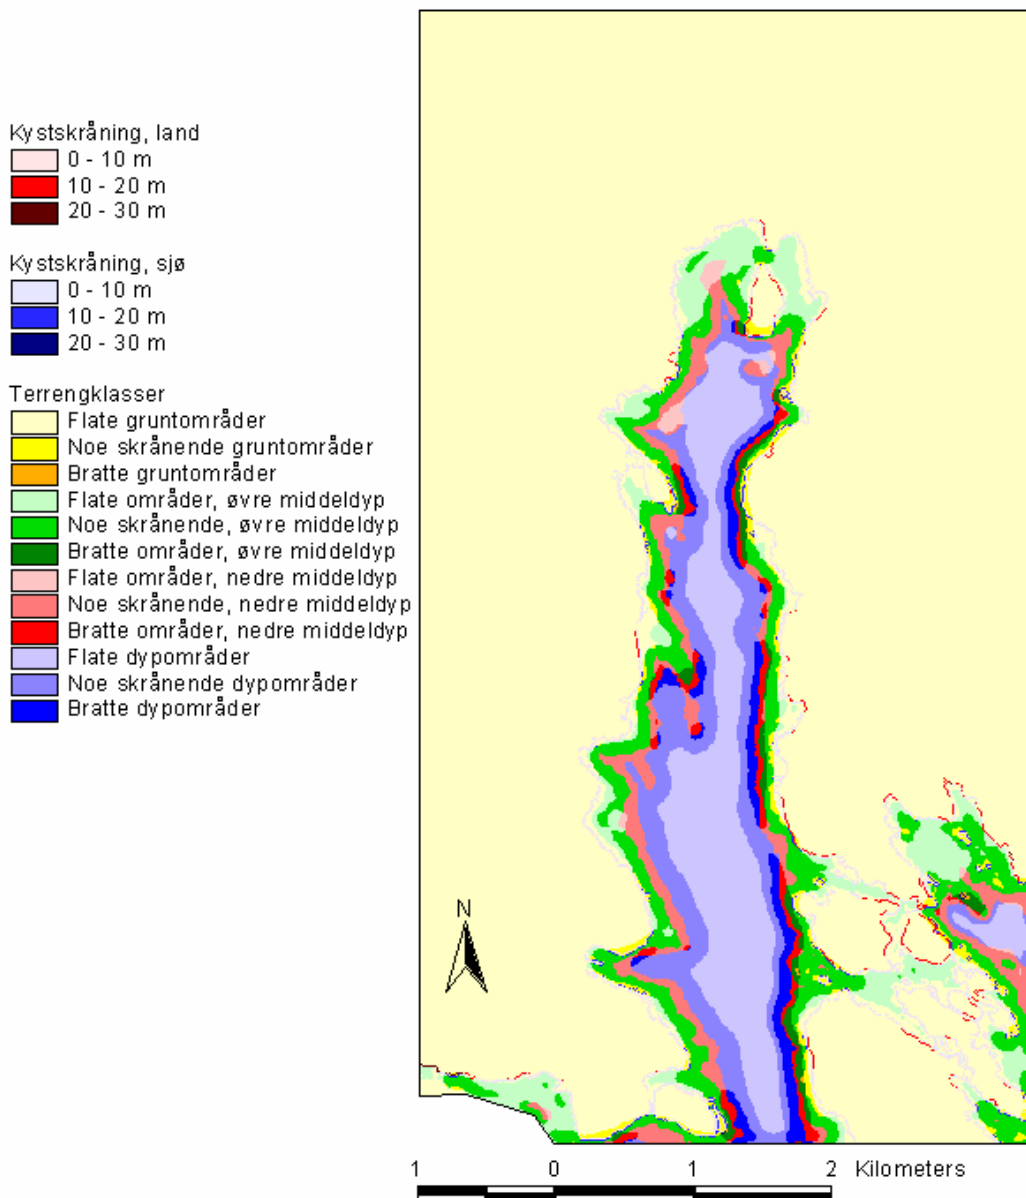 Kystskråning, land
0 - 10 m
10 - 20 m
20 - 30 m
Kystskråning, sjø
0 - 10 m
10 - 20 m
20 - 30 m
Terrengklasser
Flate gruntområder
Noe skrånende gruntområder
Bratte gruntområder
Flate områder, øvre middeldyp
Noe skrånende, øvre middeldyp
Bratte områder, øvre middeldyp
Flate områder, nedre middeldyp
Noe skrånende, nedre middeldyp
Bratte områder, nedre middeldyp
Flate dypområder
Noe skrånende dypområder
Bratte dypområder
N
1 0 1 2 Kilometers